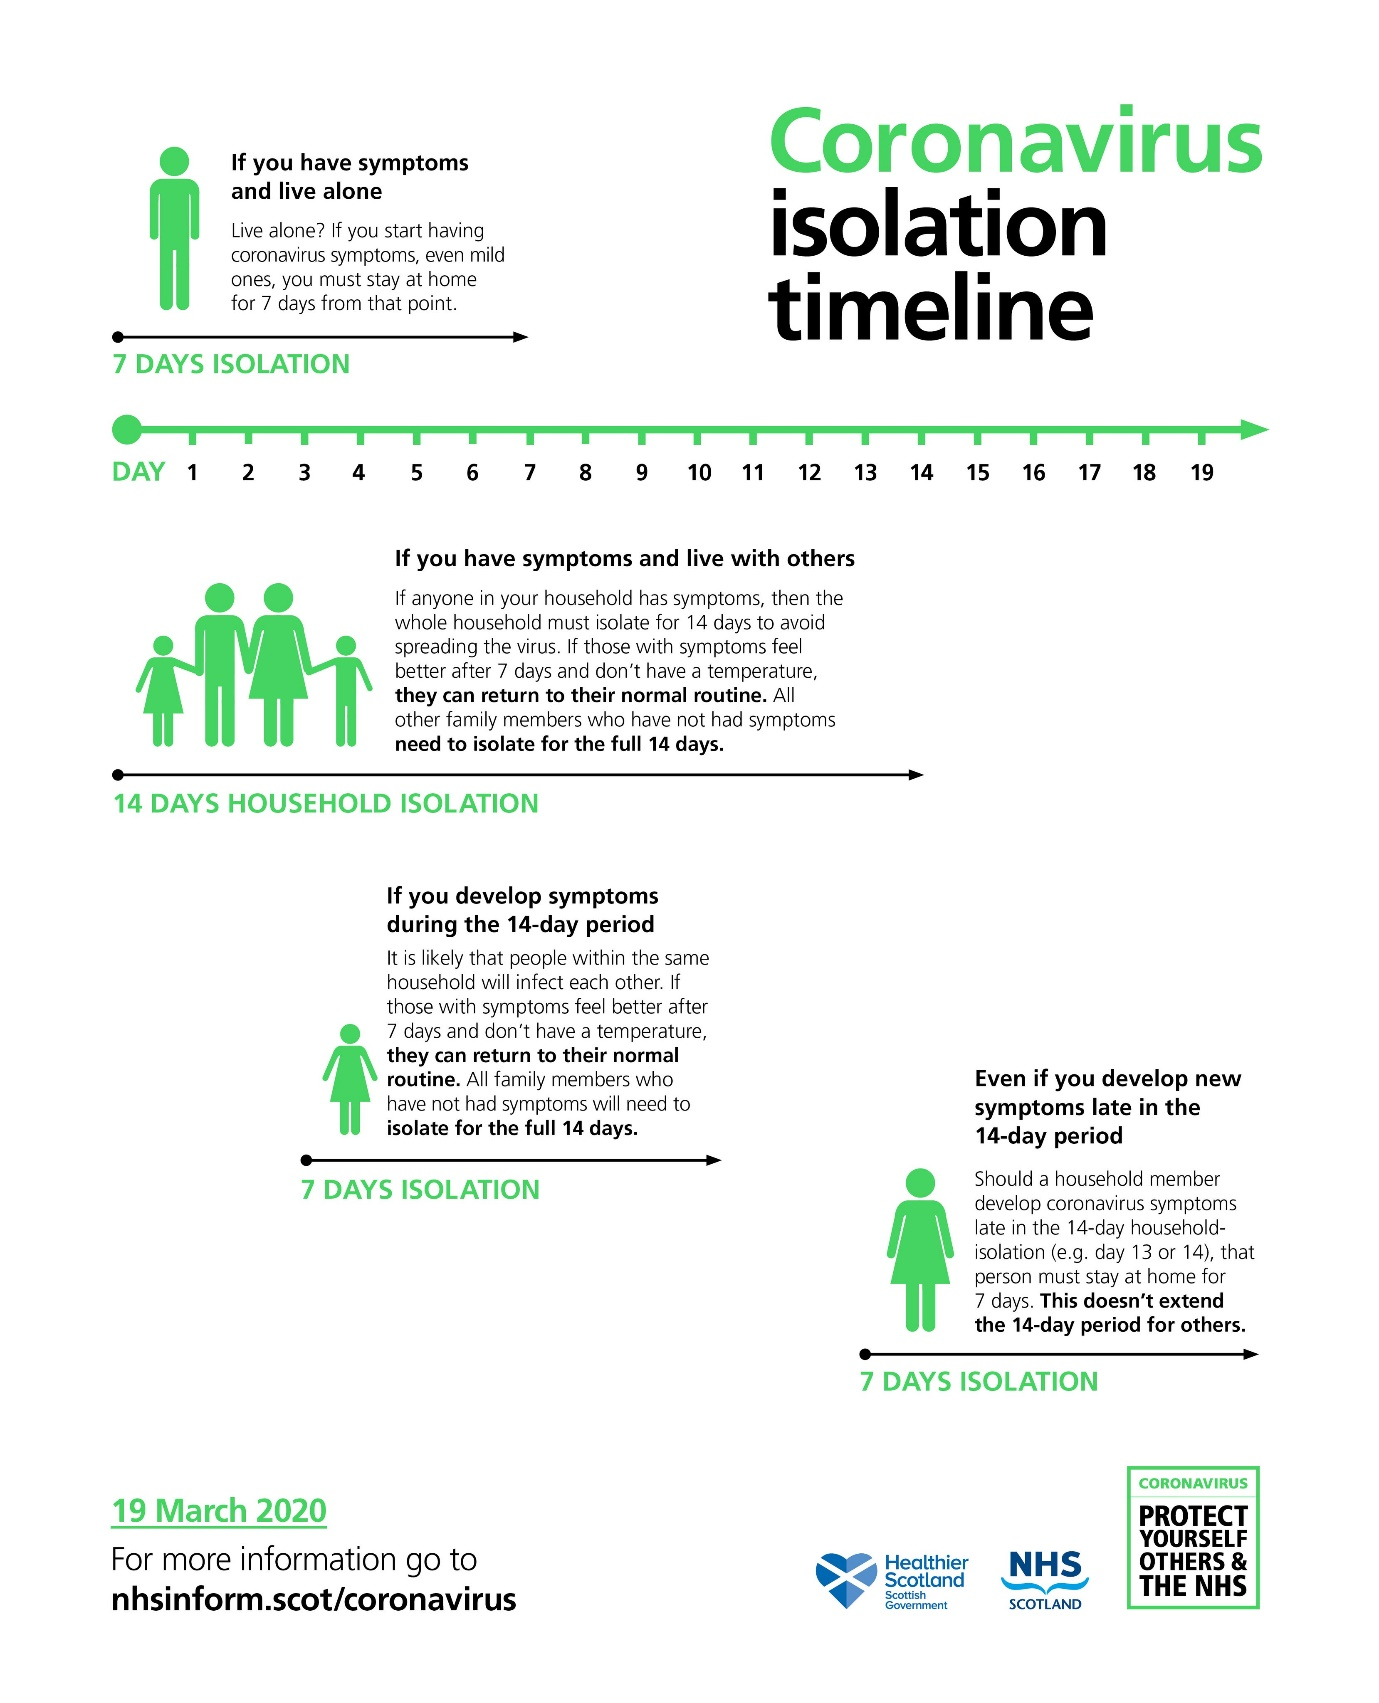 Coronavirus
isolation
timeline
If you have symptoms
and live alone
Live alone? If you start having
coronavirus symptoms, even mild
ones, you must stay at home
for 7 days from that point.
7 DAYS ISOLATION
DAY 1 2 3 4 5 6 7 8 9 10 11 12 13 14 15 16 17 18 19
If you have symptoms and live with others
If anyone in your household has symptoms, then the
whole household must isolate for 14 days to avoid
spreading the virus. If those with symptoms feel
better after 7 days and don’t have a temperature,
they can return to their normal routine. All
other family members who have not had symptoms
need to isolate for the full 14 days.
14 DAYS HOUSEHOLD ISOLATION
If you develop symptoms
during the 14-day period
It is likely that people within the same
household will infect each other. If
those with symptoms feel better after
7 days and don’t have a temperature,
they can return to their normal
routine. All family members who
have not had symptoms will need to
isolate for the full 14 days.
7 DAYS ISOLATION
Even if you develop new
symptoms late in the
14-day period
Should a household member
develop coronavirus symptoms
late in the 14-day household-
isolation (e.g. day 13 or 14), that
person must stay at home for
7 days. This doesn’t extend
the 14-day period for others.
7 DAYS ISOLATION
19 March 2020
For more information go to
nhsinform.scot/coronavirus
Healthier
Scotland
Scottish
Government
NHS
SCOTLAND
CORONAVIRUS
PROTECT
YOURSELF
OTHERS &
THE NHS